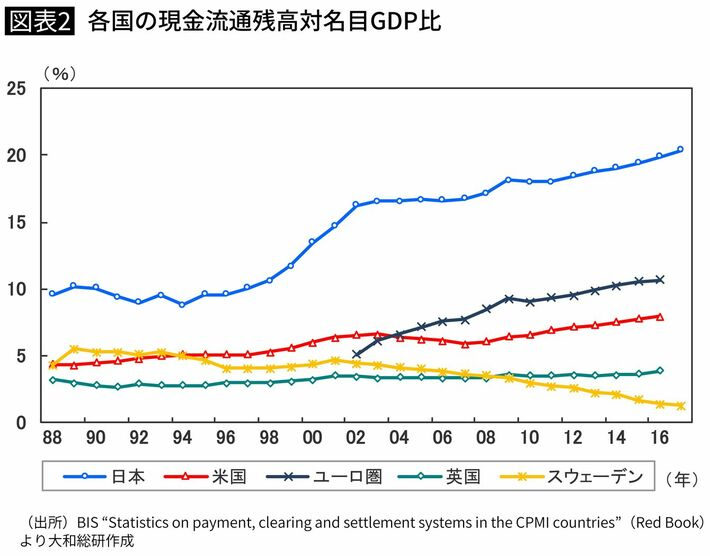 図表2 各国の現金流通残高対名目GDP比
(%)
25
20
15
10
5
0
88 90 92 94 96 98 00 02 04 06 08 10 12 14 16
日本 米国 ユーロ圏 英国 スウェーデン (年)
(出所)BIS “Statistics on payment, clearing and settlement systems in the CPMI countries”(Red Book)
より大和総研作成